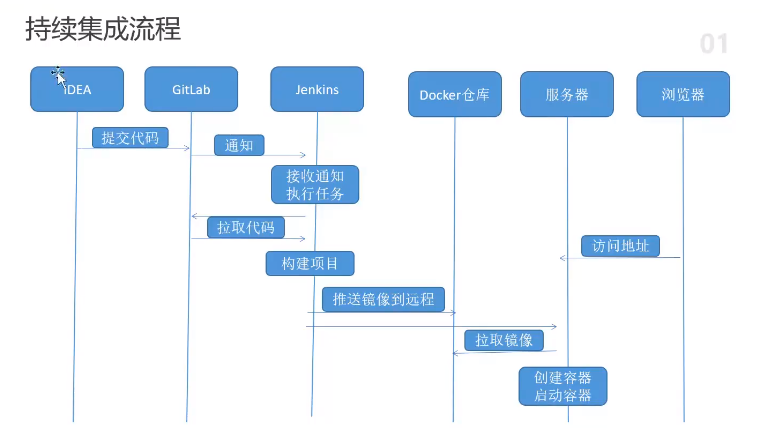 持续集成流程
01
IDEA
GitLab
Jenkins
Docker仓库
服务器
浏览器
提交代码
通知
接收通知
执行任务
拉取代码
访问地址
构建项目
推送镜像到远程
拉取镜像
创建容器
启动容器